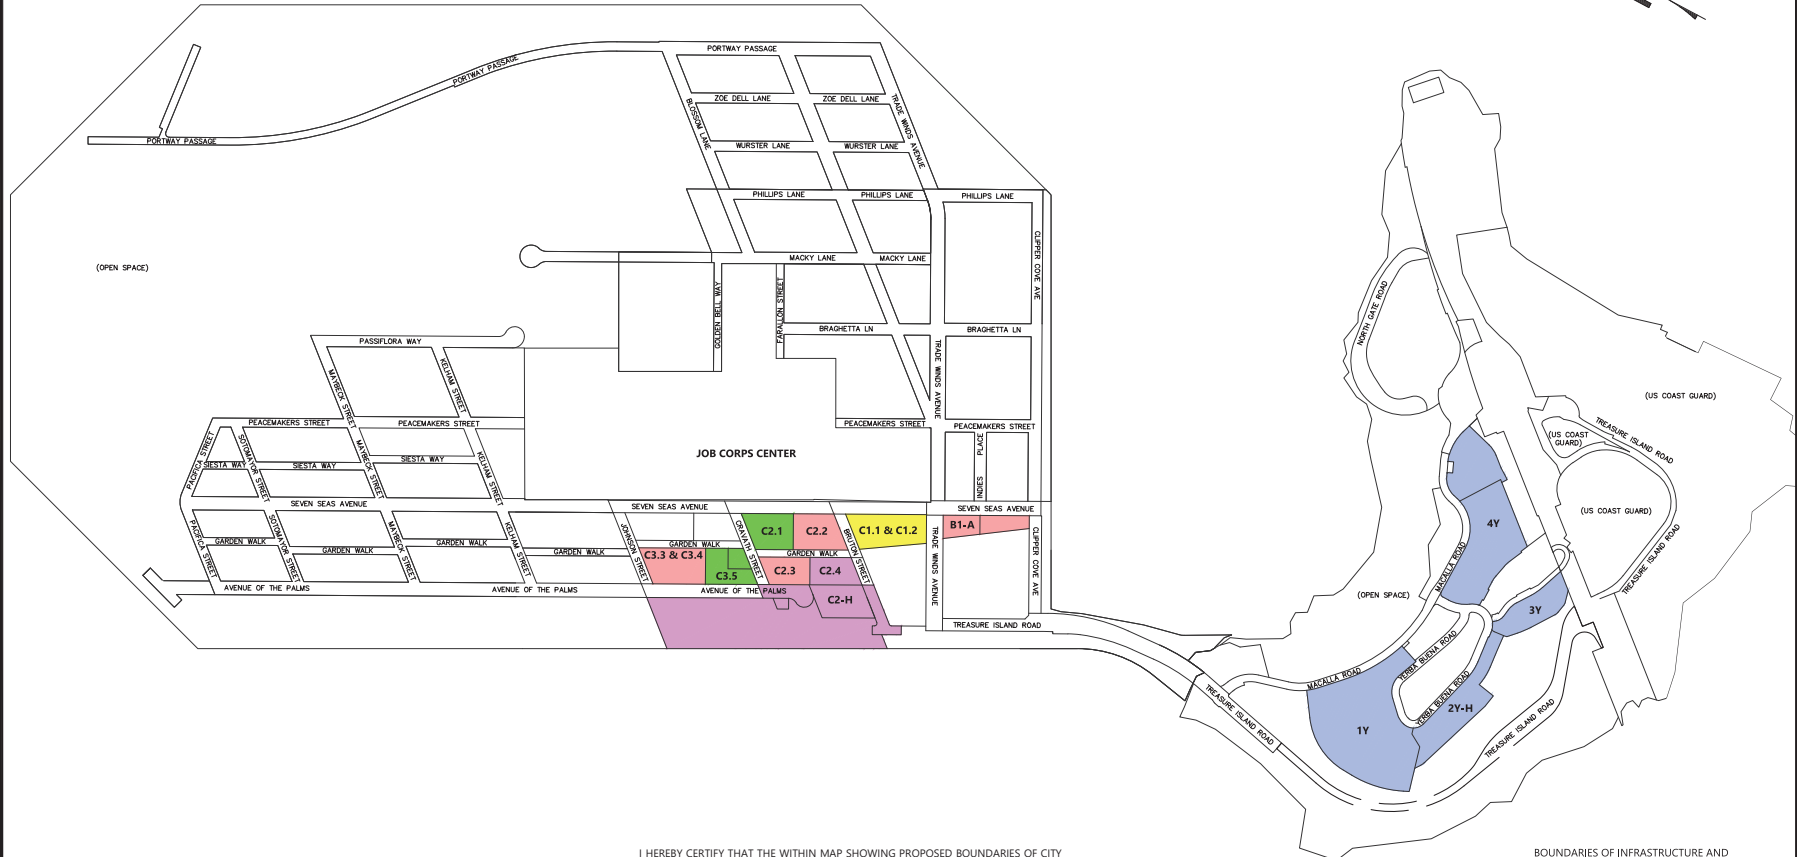 PORTWAY PASSAGE
PORTWAY PASSAGE
PORTWAY PASSAGE
ZOE DELL LANE
ZOE DELL LANE
BLOSSOM LANE
TRADE WINDS AVENUE
WURSTER LANE
WURSTER LANE
PHILLIPS LANE
PHILLIPS LANE
PHILLIPS LANE
(OPEN SPACE)
MACKY LANE
MACKY LANE
CLIPPER COVE AVE
GOLDEN BELL WAY
FARALLON STREET
BRAGHETTA LN
BRAGHETTA LN
PASSIFLORA WAY
MAYBECK STREET
KELHAM STREET
TRADE WINDS AVENUE
PEACEMAKERS STREET
PEACEMAKERS STREET
PEACEMAKERS STREET
PEACEMAKERS STREET
PACIFICA STREET
SOTOMAYOR STREET
SIESTA WAY
SIESTA WAY
MAYBECK STREET
SIESTA WAY
KELHAM STREET
JOB CORPS CENTER
INDIES PLACE
SEVEN SEAS AVENUE
SEVEN SEAS AVENUE
SEVEN SEAS AVENUE
PACIFICA STREET
GARDEN WALK
SOTOMAYOR STREET
GARDEN WALK
MAYBECK STREET
GARDEN WALK
KELHAM STREET
GARDEN WALK
JOHNSON STREET
GARDEN WALK
CRAVATH STREET
C2.1
C2.2
GARDEN WALK
BRUTON STREET
C1.1 & C1.2
TRADE WINDS AVENUE
B1-A
CLIPPER COVE AVE
C3.3 & C3.4
C3.5
C2.3
C2.4
C2-H
AVENUE OF THE PALMS
AVENUE OF THE PALMS
AVENUE OF THE PALMS
TREASURE ISLAND ROAD
NORTH GATE ROAD
(US COAST GUARD)
(US COAST
GUARD)
TREASURE ISLAND ROAD
(US COAST GUARD)
4Y
MACALLA ROAD
TREASURE ISLAND ROAD
(OPEN SPACE)
3Y
YERBA BUENA ROAD
MACALLA ROAD
YERBA BUENA ROAD
2Y-H
1Y
TREASURE ISLAND ROAD
TREASURE ISLAND ROAD
I HEREBY CERTIFY THAT THE WITHIN MAP SHOWING PROPOSED BOUNDARIES OF CITY
BOUNDARIES OF INFRASTRUCTURE AND